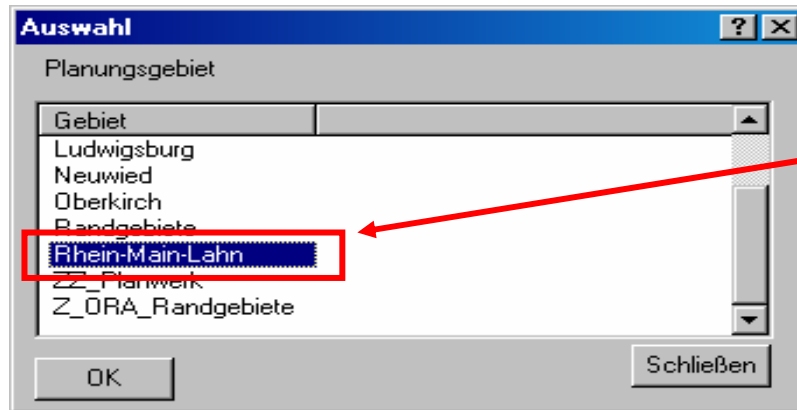 Auswahl
Planungsgebiet
Gebiet
Ludwigsburg
Neuwied
Oberkirch
Randgebiete
Rhein-Main-Lahn
ZZ_Planwerk
Z_ORA_Randgebiete
OK
Schließen